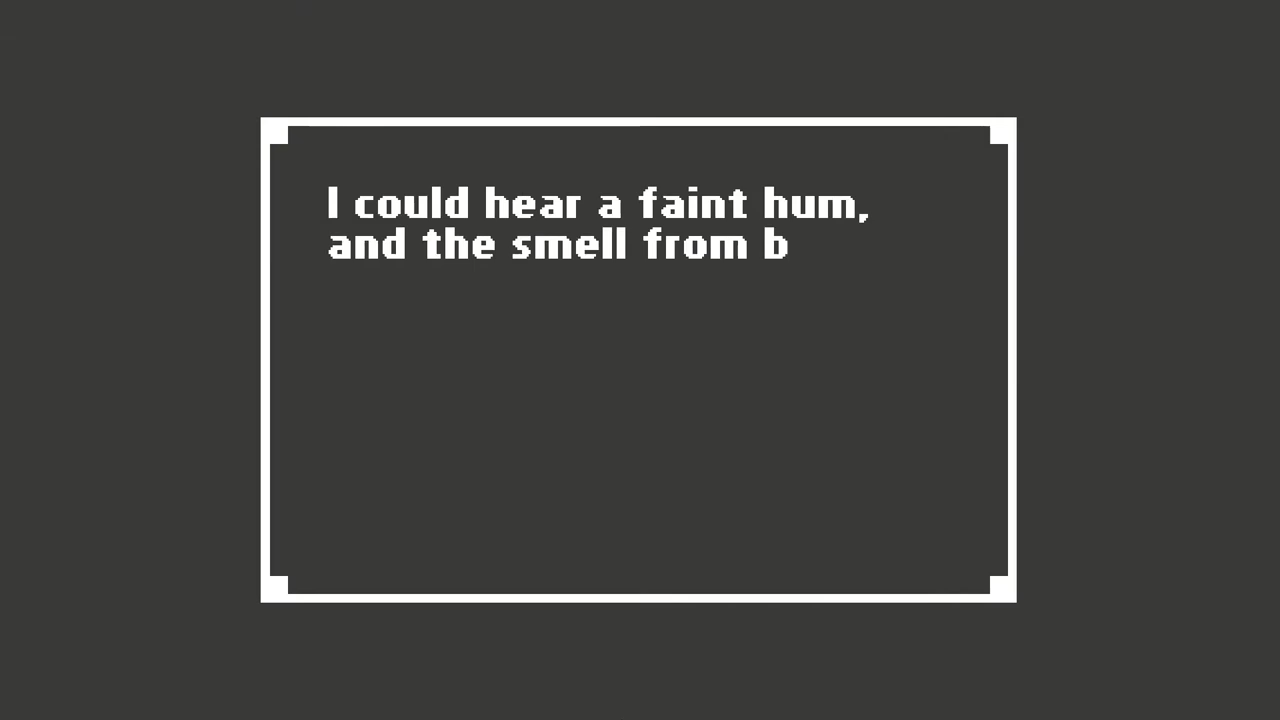 I could hear a faint hum,
and the smell from b